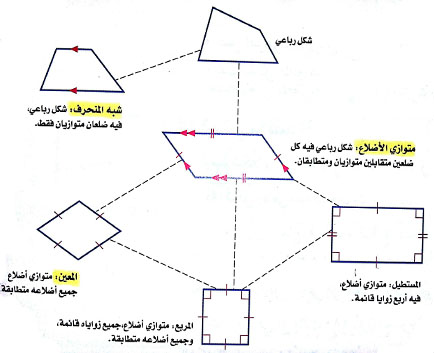 شكل رباعي
شبه المنحرف: شكل رباعي،
فيه ضلعان متوازيان فقط.
متوازي الأضلاع: شكل رباعي فيه كل
ضلعين متقابلين متوازيان ومتطابقان.
المعين: متوازي أضلاع
جميع أضلاعه متطابقة
المستطيل: متوازي أضلاع،
فيه أربع زوايا قائمة.
المربع: متوازي أضلاع،جميع زواياه قائمة،
وجميع أضلاعه متطابقة.